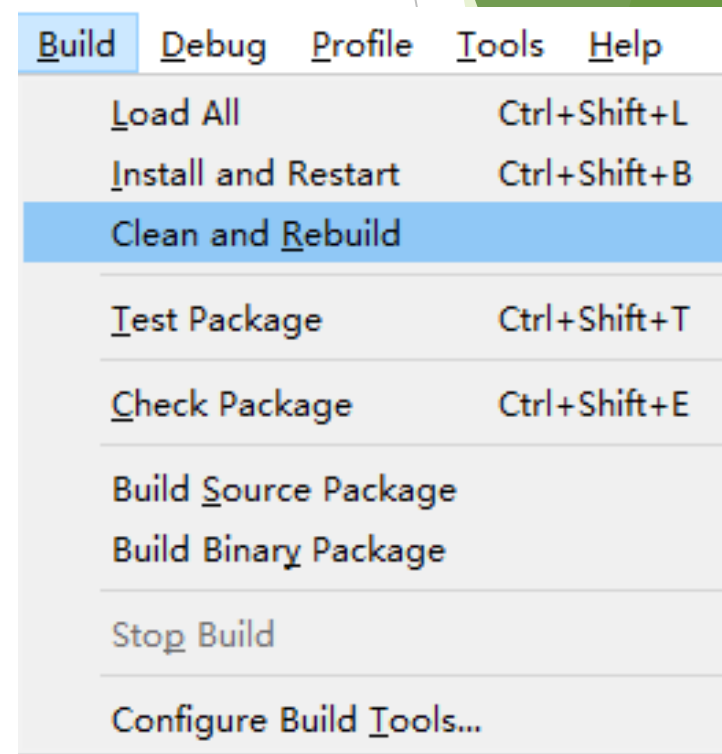 Build Debug Profile Tools Help
Load All Ctrl+Shift+L
Install and Restart Ctrl+Shift+B
Clean and Rebuild
Test Package Ctrl+Shift+T
Check Package Ctrl+Shift+E
Build Source Package
Build Binary Package
Stop Build
Configure Build Tools...